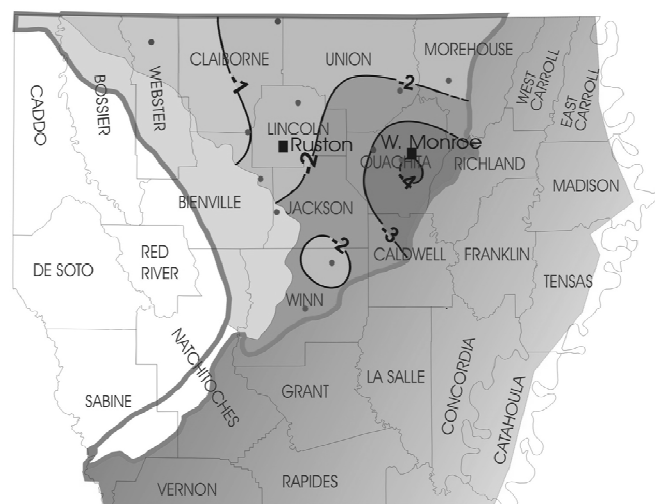 CLAIBORNE
UNION
MOREHOUSE
WEST
CARROLL
EAST
CARROLL
CADDO
BOSSIER
WEBSTER
-1
-2
LINCOLN
Ruston
-2
W. Monroe
OUACHITA
RICHLAND
-4
MADISON
BIENVILLE
JACKSON
-3
-2
CALDWELL
FRANKLIN
DE SOTO
RED
RIVER
TENSAS
WINN
NATCHITOCHES
SABINE
GRANT
LA SALLE
CONCORDIA
CATAHOULA
VERNON
RAPIDES